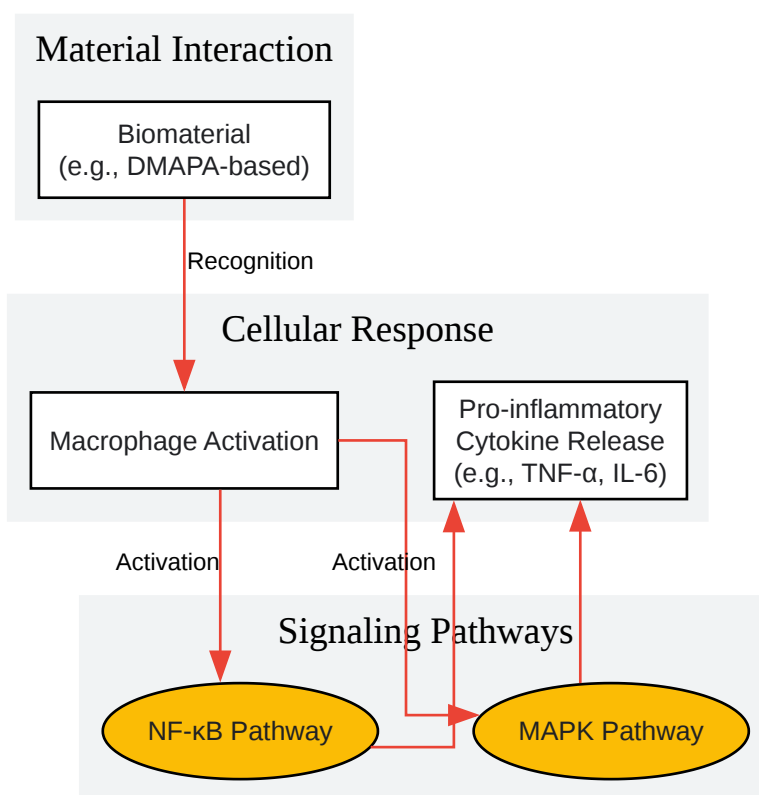 Material Interaction
Biomaterial
(e.g., DMAPA-based)
Recognition
Cellular Response
Macrophage Activation
Pro-inflammatory
Cytokine Release
(e.g., TNF-α, IL-6)
Activation
Activation
Signaling Pathways
NF-κB Pathway
MAPK Pathway